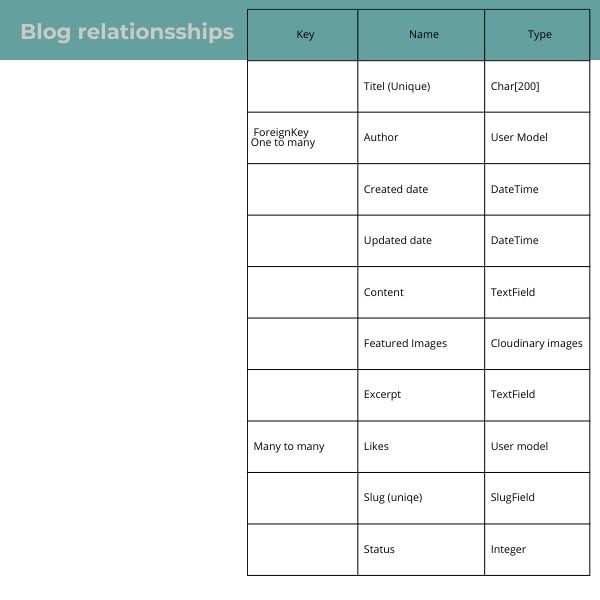 Blog relationsships
Key Name Type
Titel (Unique) Char[200]
ForeignKey
One to many Author User Model
Created date DateTime
Updated date DateTime
Content TextField
Featured Images Cloudinary images
Excerpt TextField
Many to many Likes User model
Slug (uniqe) SlugField
Status Integer